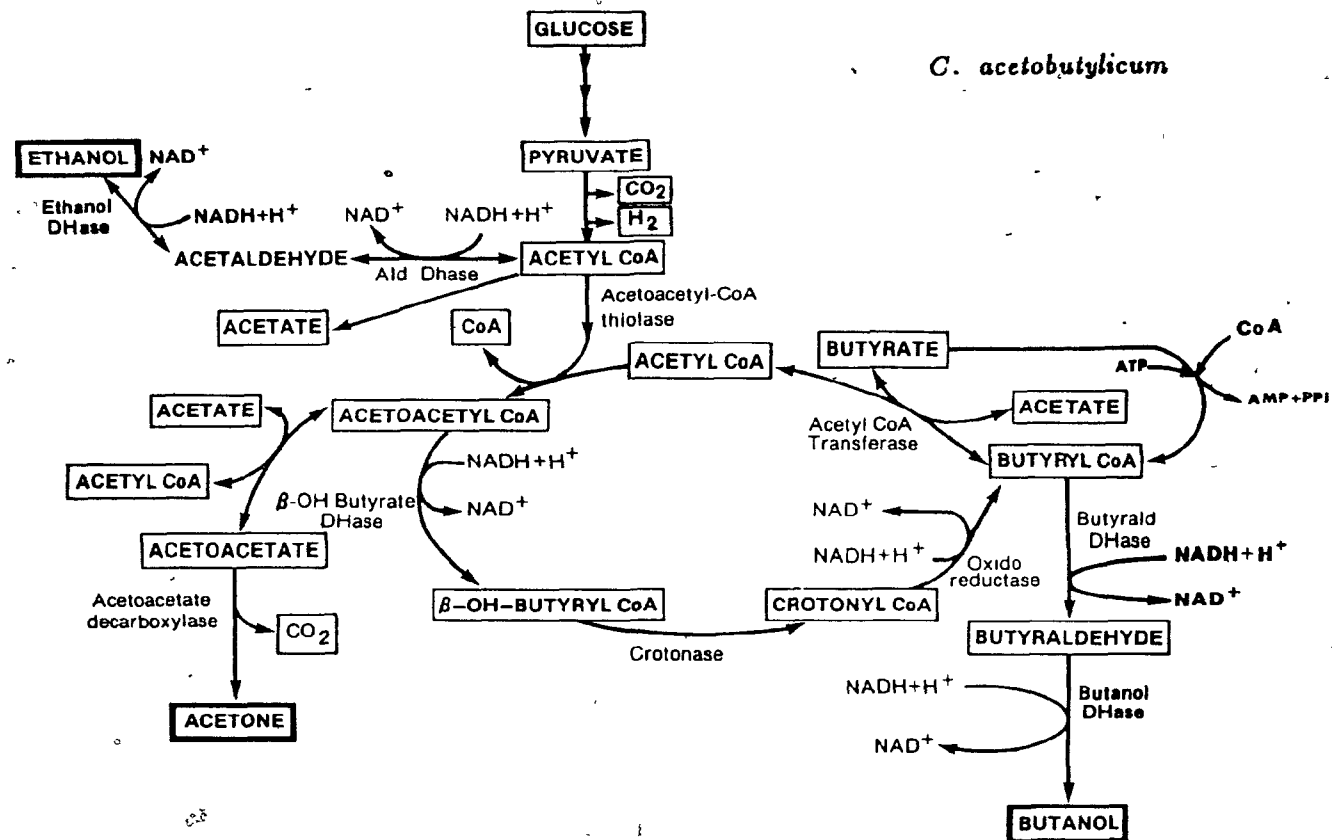 GLUCOSE
C. acetobutylicum
ETHANOL
NAD+
PYRUVATE
CO2
Ethanol
DHase
NADH+H+
NAD+
NADH+H+
H2
ACETALDEHYDE
ACETYL CoA
Ald Dhase
Acetoacetyl-CoA
thiolase
ACETATE
CoA
BUTYRATE
CoA
ACETYL CoA
ATP
AMP+PPi
ACETATE
ACETOACETYL CoA
ACETATE
Acetyl CoA
Transferase
NADH+H+
BUTYRYL CoA
ACETYL CoA
β-OH Butyrate
DHase
NAD+
NAD+
Butyrald
DHase
ACETOACETATE
NADH+H+
NADH+H+
Oxido
reductase
Acetoacetate
decarboxylase
β-OH-BUTYRYL CoA
CROTONYL CoA
NAD+
CO2
BUTYRALDEHYDE
Crotonase
NADH+H+
Butanol
DHase
ACETONE
NAD+
BUTANOL